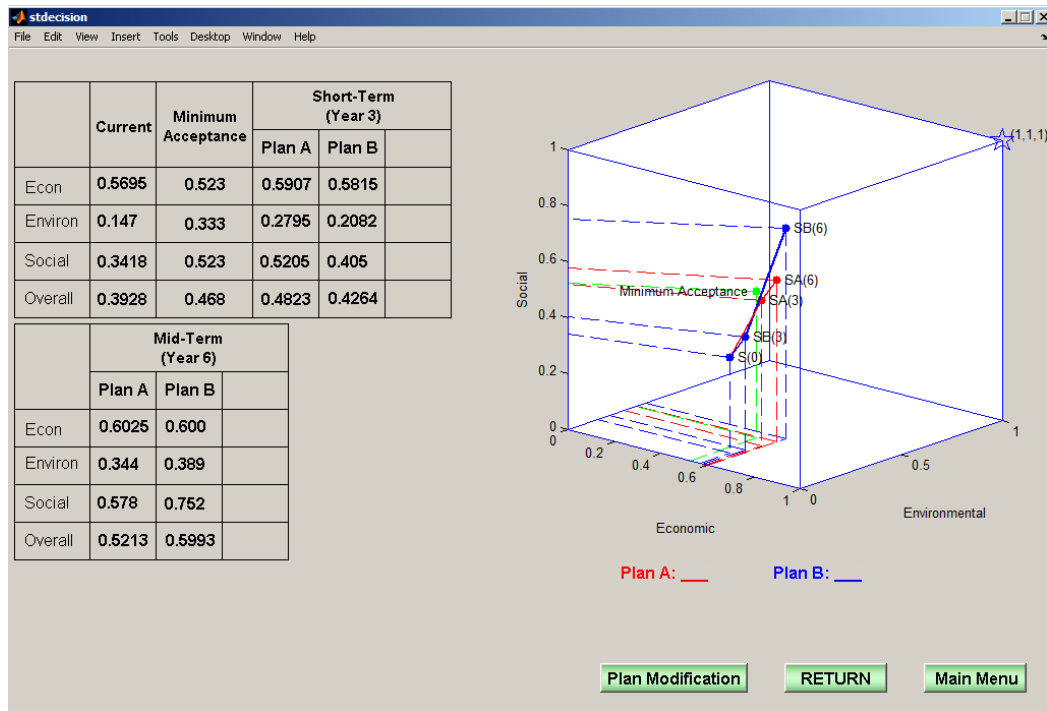 stdecision
File Edit View Insert Tools Desktop Window Help
Current
Minimum
Acceptance
Short-Term
(Year 3)
Plan A Plan B
Econ 0.5695 0.523 0.5907 0.5815
Environ 0.147 0.333 0.2795 0.2082
Social 0.3418 0.523 0.5205 0.405
Overall 0.3928 0.468 0.4823 0.4264
Mid-Term
(Year 6)
Plan A Plan B
Econ 0.6025 0.600
Environ 0.344 0.389
Social 0.578 0.752
Overall 0.5213 0.5993
(1,1,1)
1
0.8
0.6
0.4
0.2
0
Social
SB(6)
SA(6)
Minimum Acceptance
SA(3)
SB(3)
S(0)
0
0.2
0.4
0.6
0.8
1
Economic
0
0.5
1
Environmental
Plan A: Plan B:
Plan Modification RETURN Main Menu